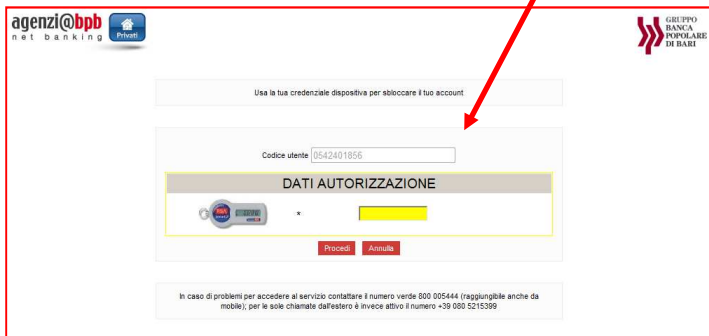 agenzi@bpb
net banking
Privati
GRUPPO
BANCA
POPOLARE
DI BARI
Usa la tua credenziale dispositiva per sbloccare il tuo account
Codice utente 0542401856
DATI AUTORIZZAZIONE
*
Procedi Annulla
In caso di problemi per accedere al servizio contattare il numero verde 800 005444 (raggiungibile anche da
mobile); per le sole chiamate dall'estero è invece attivo il numero +39 080 5215399